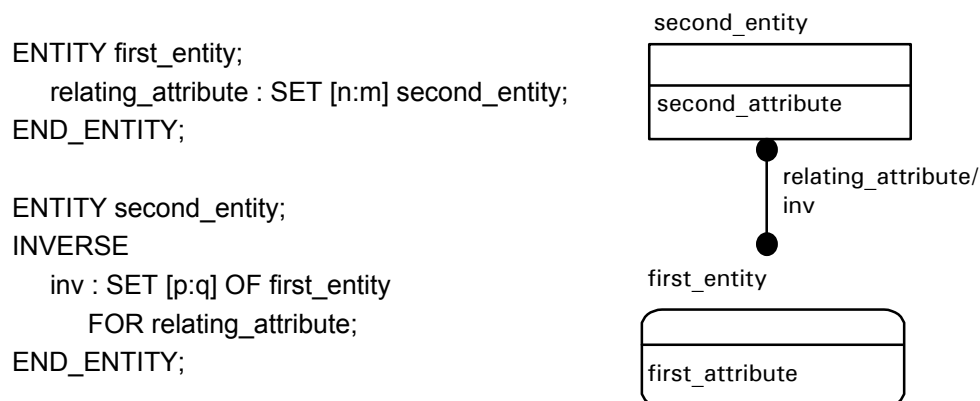 ENTITY first_entity;
relating_attribute : SET [n:m] second_entity;
END_ENTITY;
ENTITY second_entity;
INVERSE
inv : SET [p:q] OF first_entity
FOR relating_attribute;
END_ENTITY;
second_entity
second_attribute
relating_attribute/
inv
first_entity
first_attribute